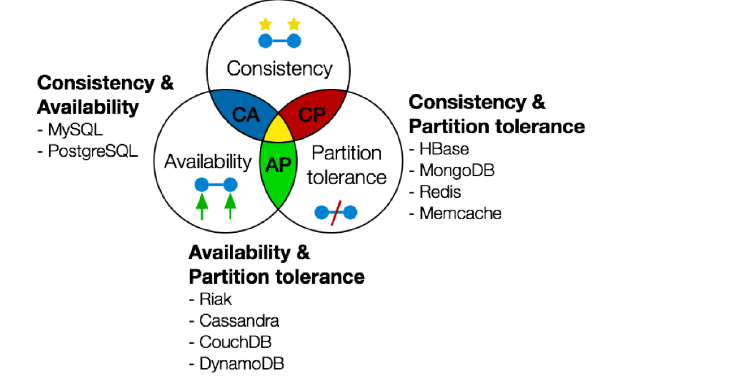 Consistency
Consistency &
Availability
- MySQL
- PostgreSQL
CA
CP
Consistency &
Partition tolerance
- HBase
- MongoDB
- Redis
- Memcache
Availability
AP
Partition
tolerance
Availability &
Partition tolerance
- Riak
- Cassandra
- CouchDB
- DynamoDB